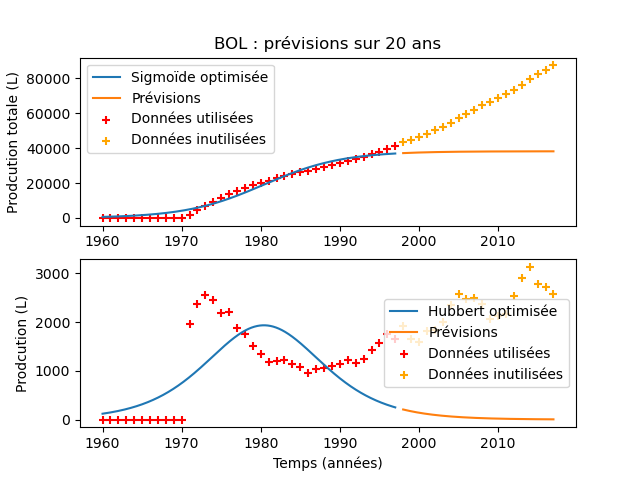 BOL : prévisions sur 20 ans
Prodcution totale (L)
80000
60000
40000
20000
0
Sigmoïde optimisée
Prévisions
Données utilisées
Données inutilisées
1960 1970 1980 1990 2000 2010
Prodcution (L)
3000
2000
1000
0
Hubbert optimisée
Prévisions
Données utilisées
Données inutilisées
1960 1970 1980 1990 2000 2010
Temps (années)